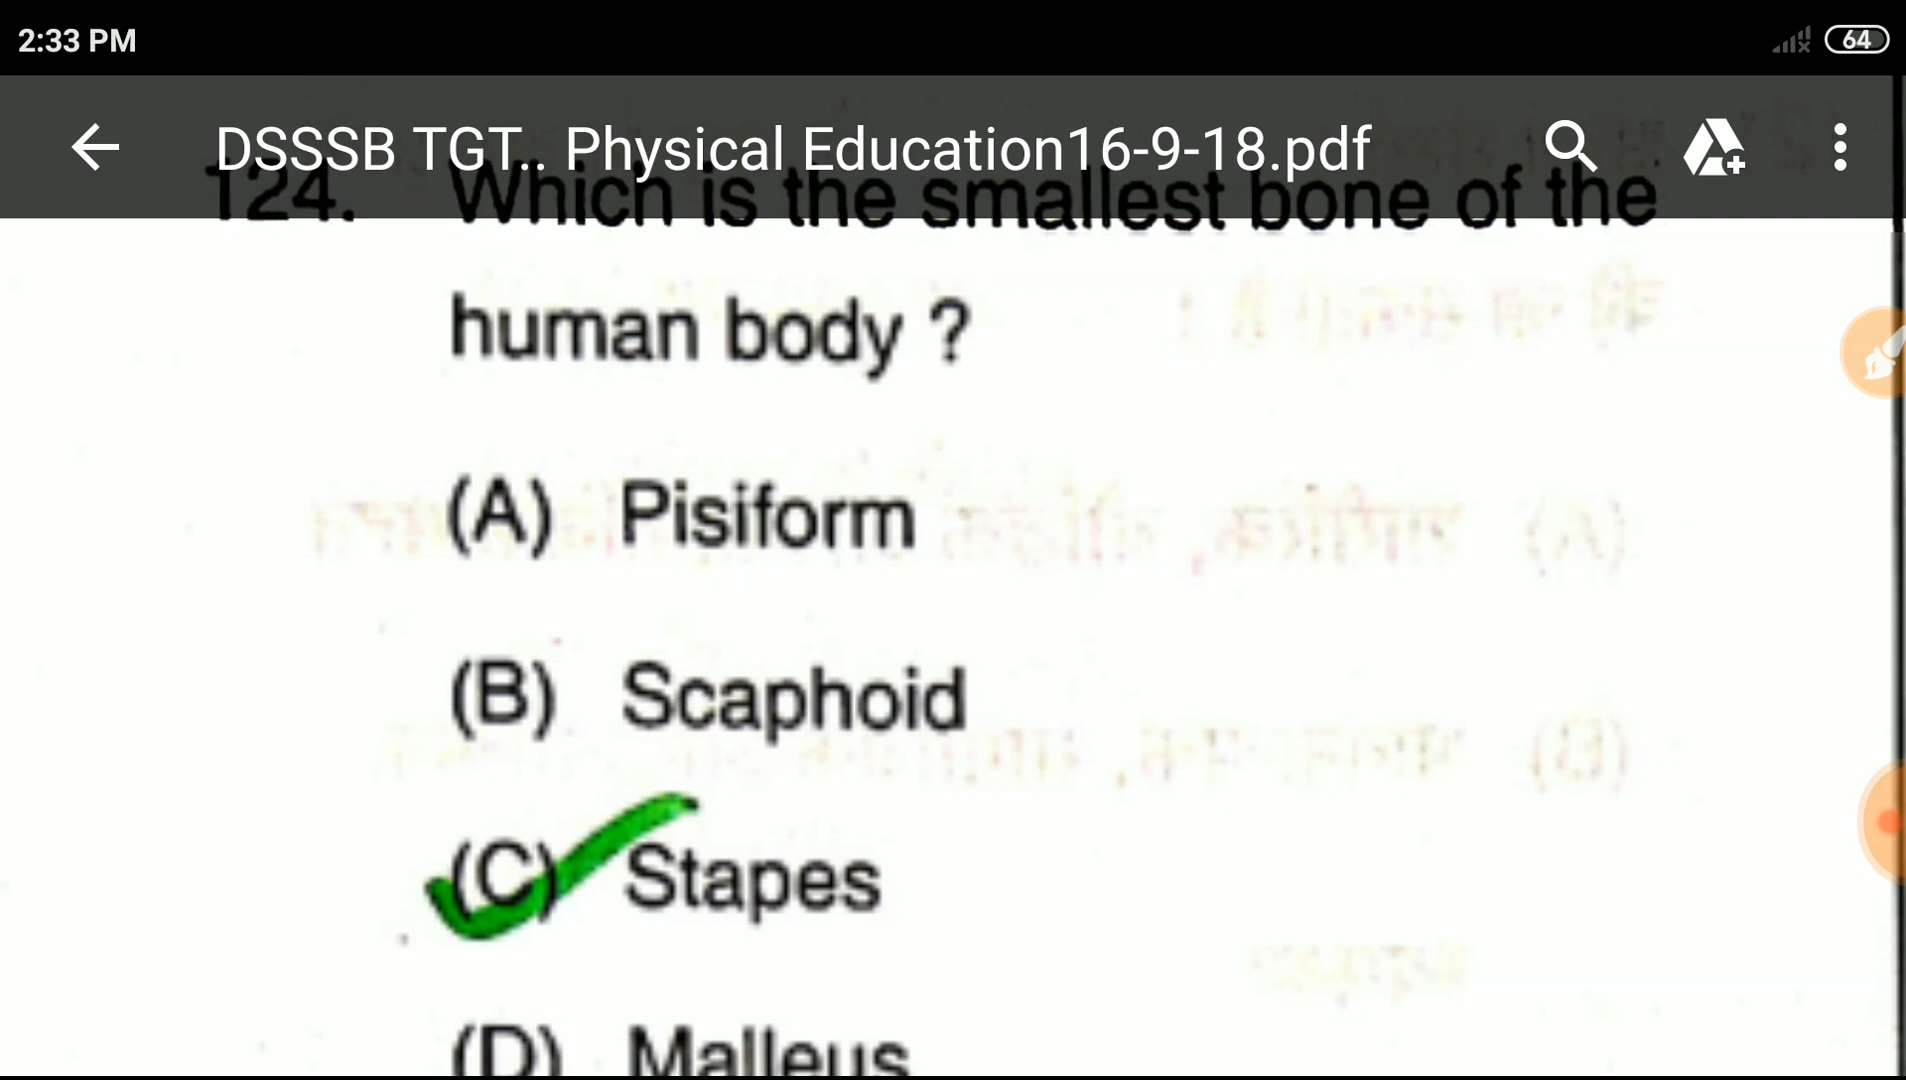 2:33 PM
64
DSSSB TGT.. Physical Education16-9-18.pdf
124. Which is the smallest bone of the
human body ?
(A) Pisiform
(B) Scaphoid
(C) Stapes
(D) Malleus